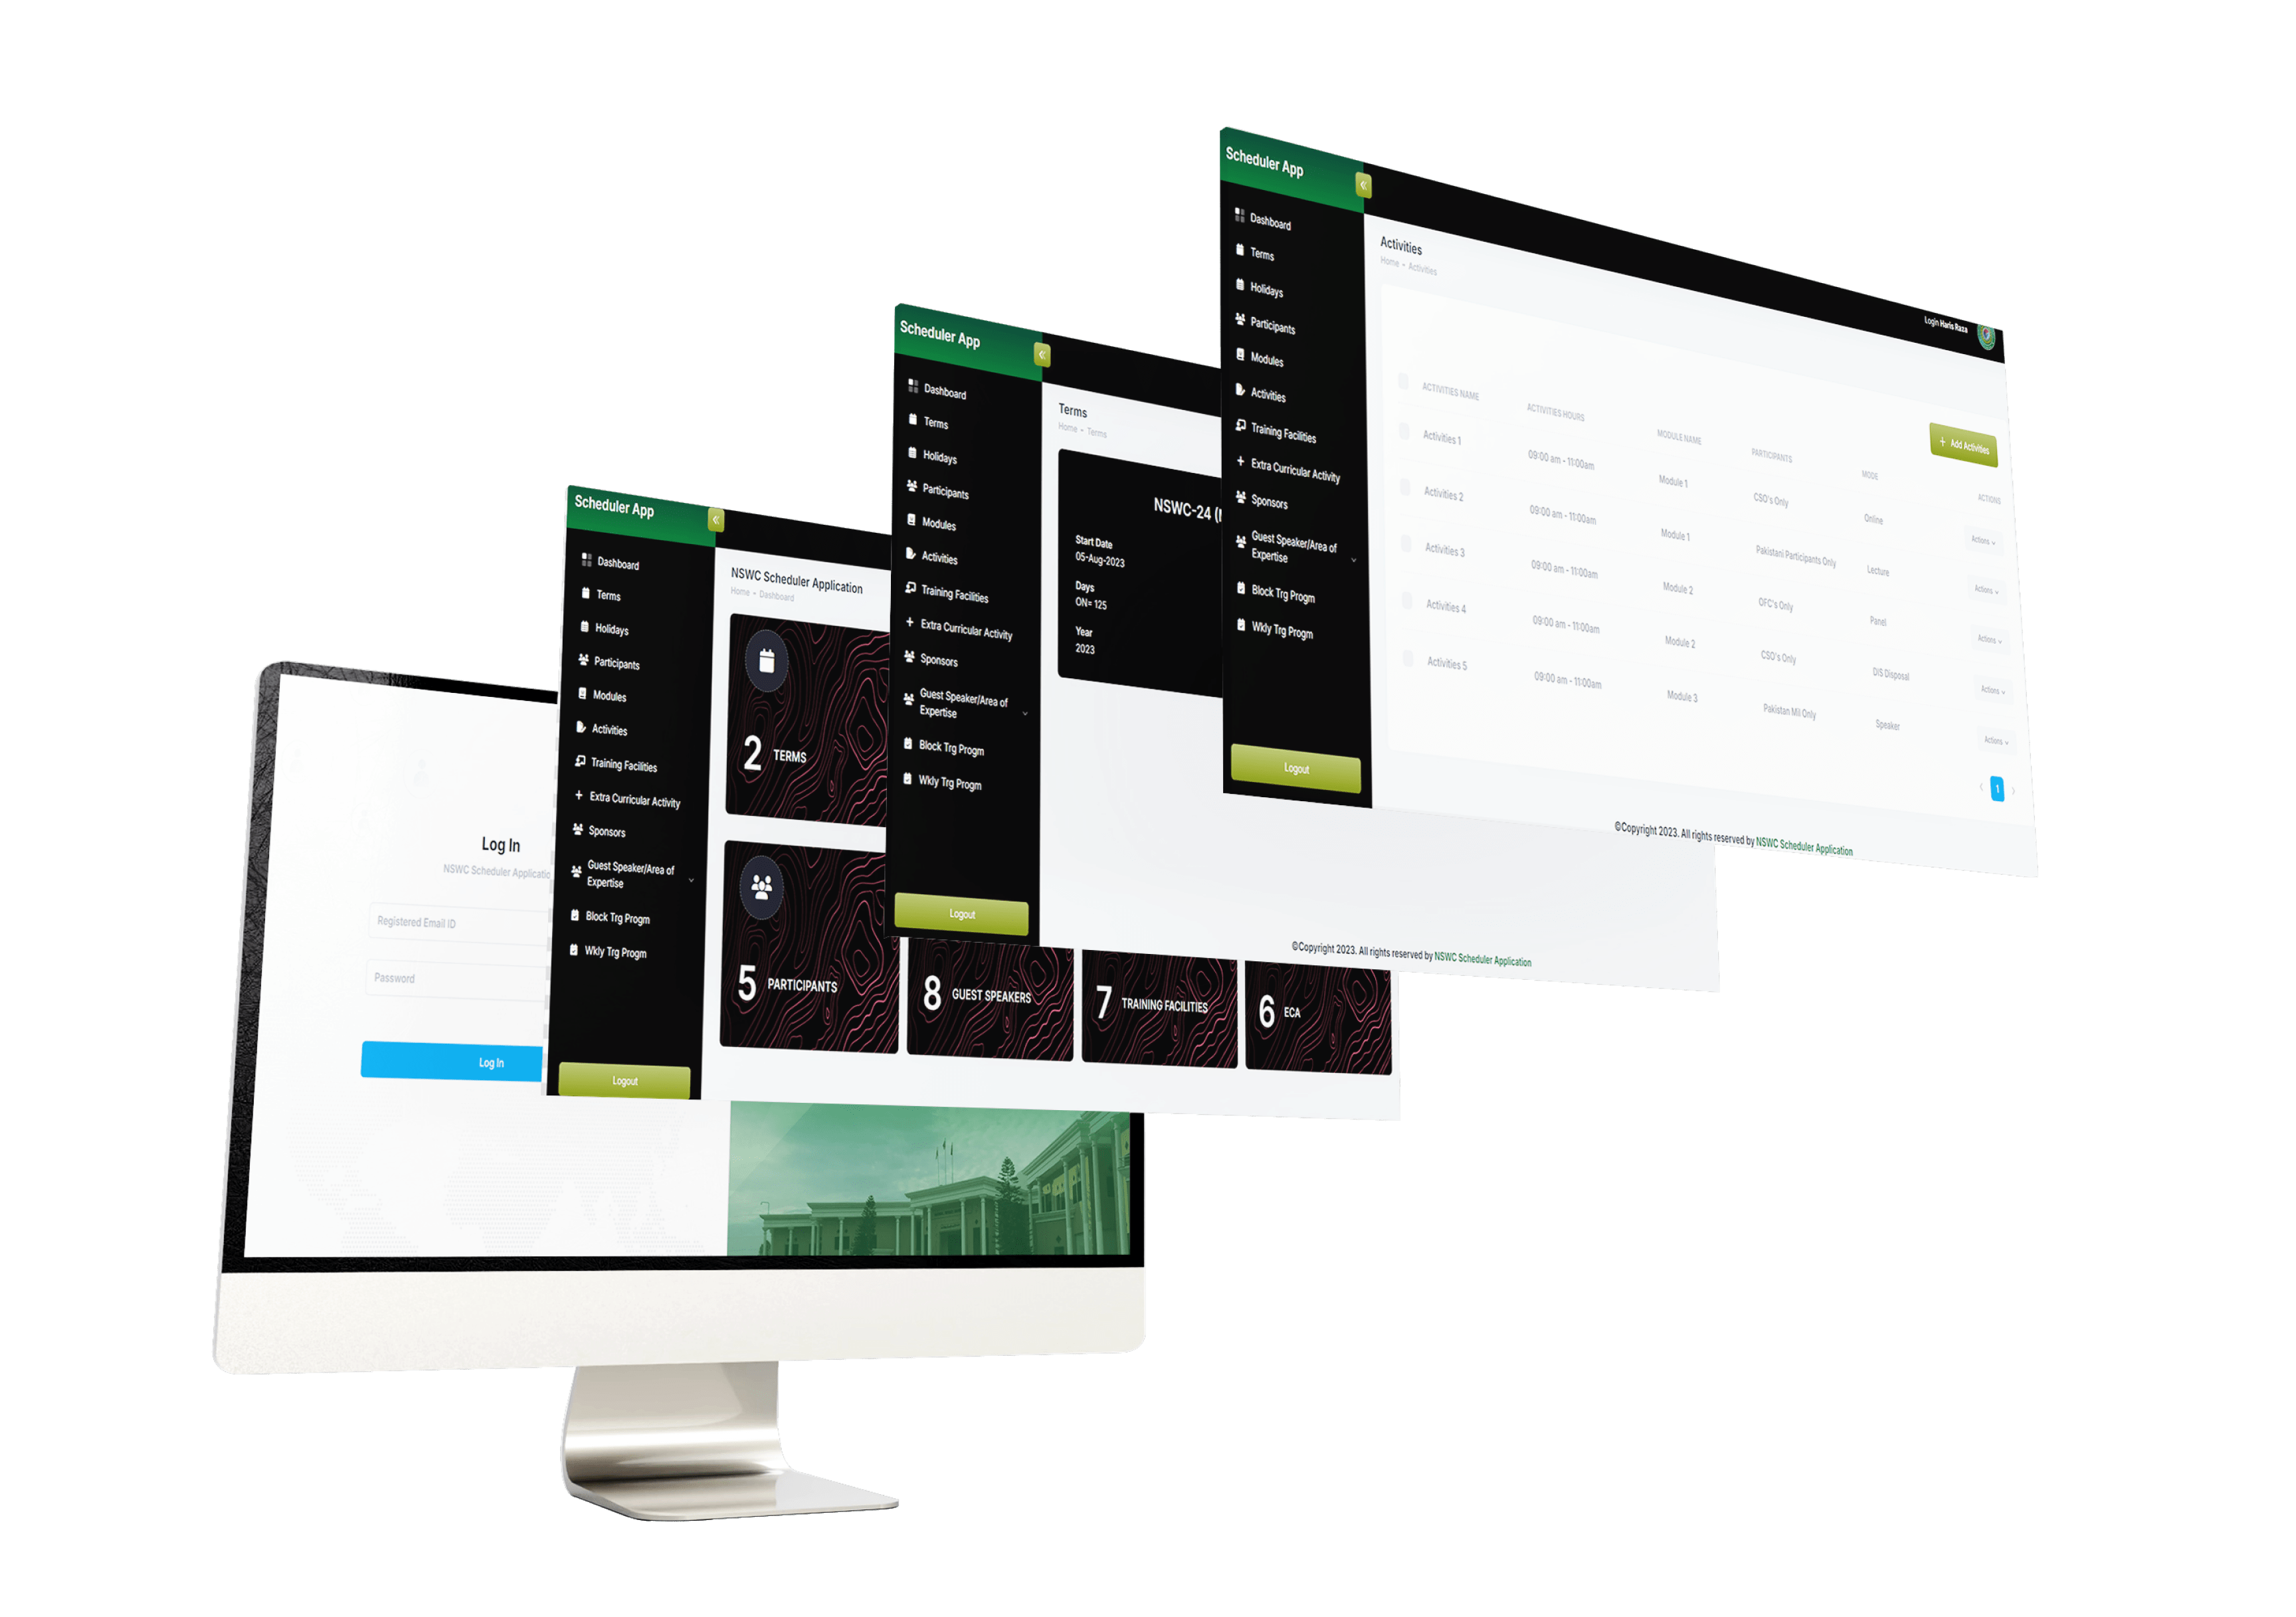 Log In
NSWC Scheduler Applicatio
Registered Email ID
Password
Log In
Scheduler App
Dashboard
Terms
Holidays
Participants
Modules
Activities
Training Facilities
Extra Curricular Activity
Sponsors
Guest Speaker/Area of
Expertise
Block Trg Progm
Wkly Trg Progm
Logout
NSWC Scheduler Application
Home • Dashboard
2 TERMS
5 PARTICIPANTS
8 GUEST SPEAKERS
7 TRAINING FACILITIES
6 ECA
Scheduler App
Dashboard
Terms
Holidays
Participants
Modules
Activities
Training Facilities
Extra Curricular Activity
Sponsors
Guest Speaker/Area of
Expertise
Block Trg Progm
Wkly Trg Progm
Logout
Terms
Home • Terms
NSWC-24 (
Start Date
05-Aug-2023
Days
ON= 125
Year
2023
©Copyright 2023. All rights reserved by NSWC Scheduler Application
Scheduler App
Dashboard
Terms
Holidays
Participants
Modules
Activities
Training Facilities
Extra Curricular Activity
Sponsors
Guest Speaker/Area of
Expertise
Block Trg Progm
Wkly Trg Progm
Logout
Login Haris Raza
Activities
Home • Activities
+ Add Activities
ACTIVITIES NAME ACTIVITIES HOURS MODULE NAME PARTICIPANTS MODE ACTIONS
Activities 1 09:00 am - 11:00am Module 1 CSO's Only Online Actions
Activities 2 09:00 am - 11:00am Module 1 Pakistani Participants Only Lecture Actions
Activities 3 09:00 am - 11:00am Module 2 OFC's Only Panel Actions
Activities 4 09:00 am - 11:00am Module 2 CSO's Only DIS Disposal Actions
Activities 5 09:00 am - 11:00am Module 3 Pakistan Mil Only Speaker Actions
1
©Copyright 2023. All rights reserved by NSWC Scheduler Application